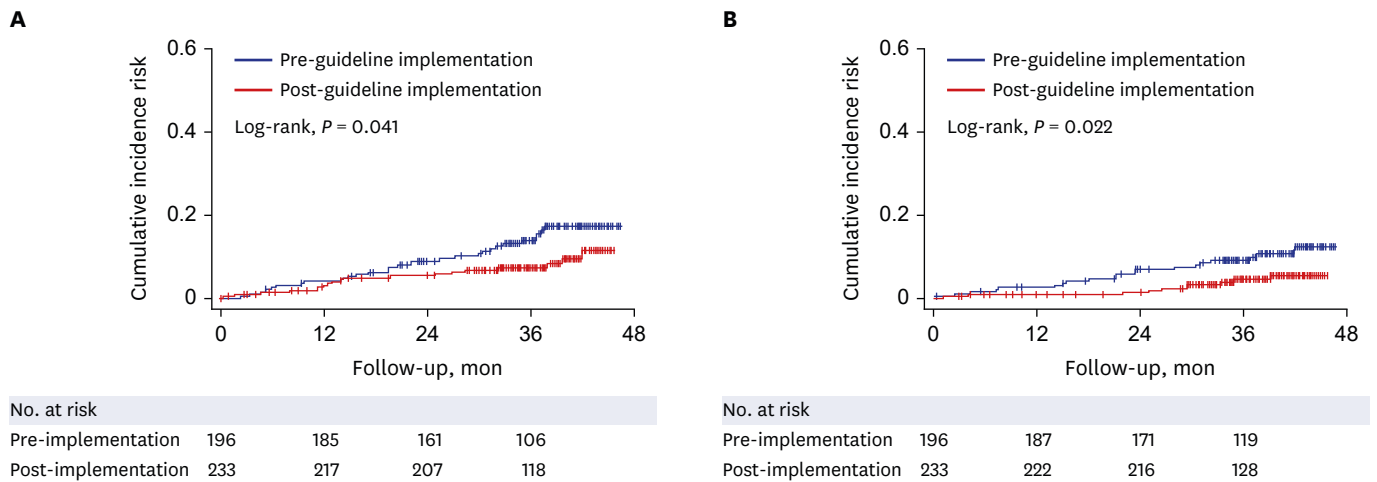 A
Cumulative incidence risk
0.6
0.4
0.2
0
Pre-guideline implementation
Post-guideline implementation
Log-rank, P = 0.041
0 12 24 36 48
Follow-up, mon
No. at risk
Pre-implementation 196 185 161 106
Post-implementation 233 217 207 118
B
Cumulative incidence risk
0.6
0.4
0.2
0
Pre-guideline implementation
Post-guideline implementation
Log-rank, P = 0.022
0 12 24 36 48
Follow-up, mon
No. at risk
Pre-implementation 196 187 171 119
Post-implementation 233 222 216 128